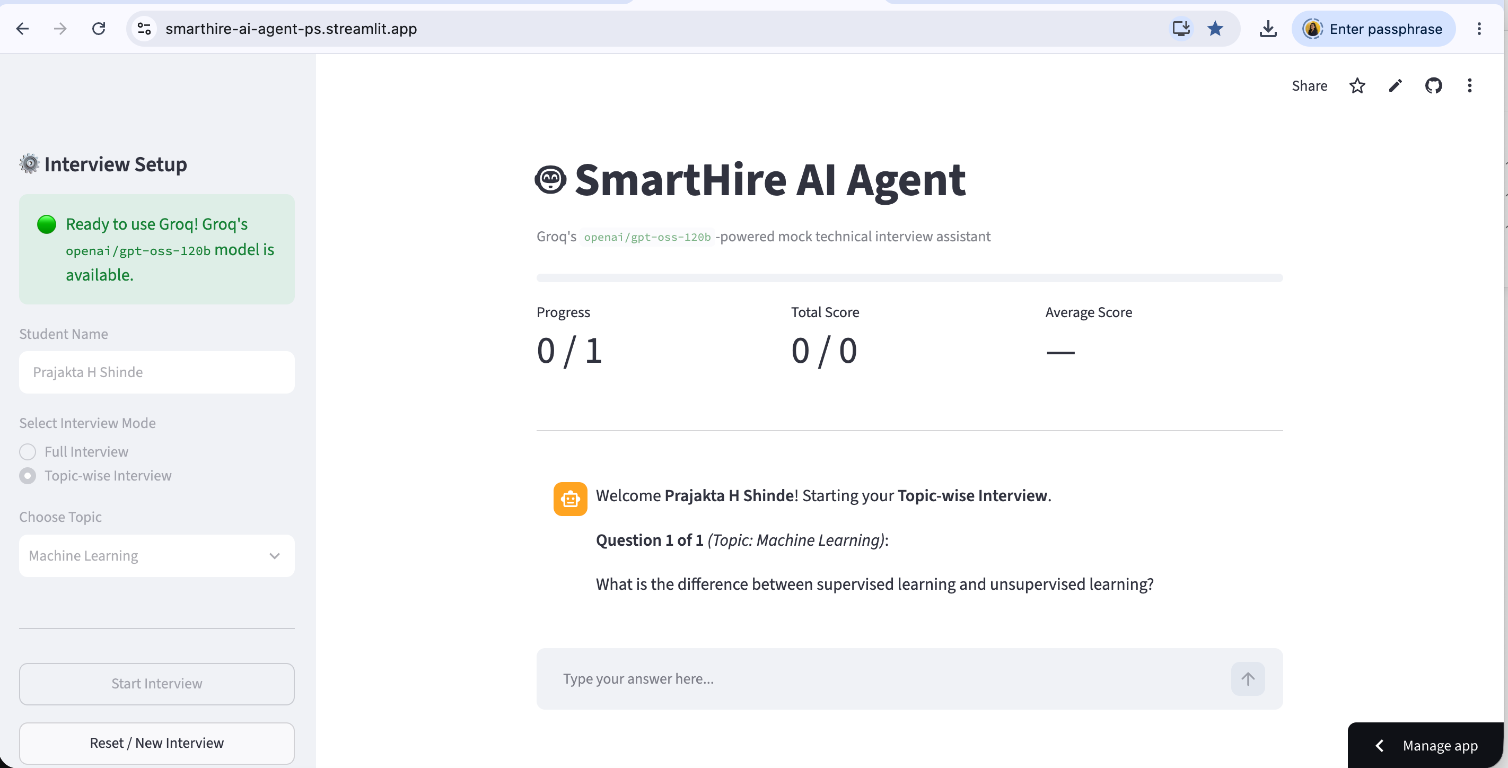 smarthire-ai-agent-ps.streamlit.app
Enter passphrase
Share
Interview Setup
Ready to use Groq! Groq's
openai/gpt-oss-120b model is
available.
Student Name
Prajakta H Shinde
Select Interview Mode
Full Interview
Topic-wise Interview
Choose Topic
Machine Learning
Start Interview
Reset / New Interview
SmartHire AI Agent
Groq's openai/gpt-oss-120b -powered mock technical interview assistant
Progress
0 / 1
Total Score
0 / 0
Average Score
—
Welcome Prajakta H Shinde! Starting your Topic-wise Interview.
Question 1 of 1 (Topic: Machine Learning):
What is the difference between supervised learning and unsupervised learning?
Type your answer here...
Manage app